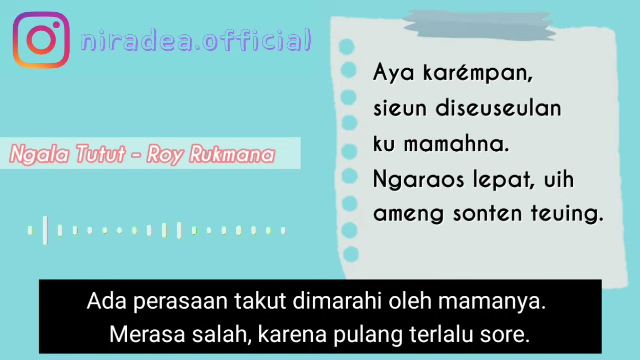 niradea.official
Aya karémpan,
sieun diseuseulan
ku mamahna.
Ngaraos lepat, uih
ameng sonten teuing.
Ngala Tutut - Roy Rukmana
Ada perasaan takut dimarahi oleh mamanya.
Merasa salah, karena pulang terlalu sore.